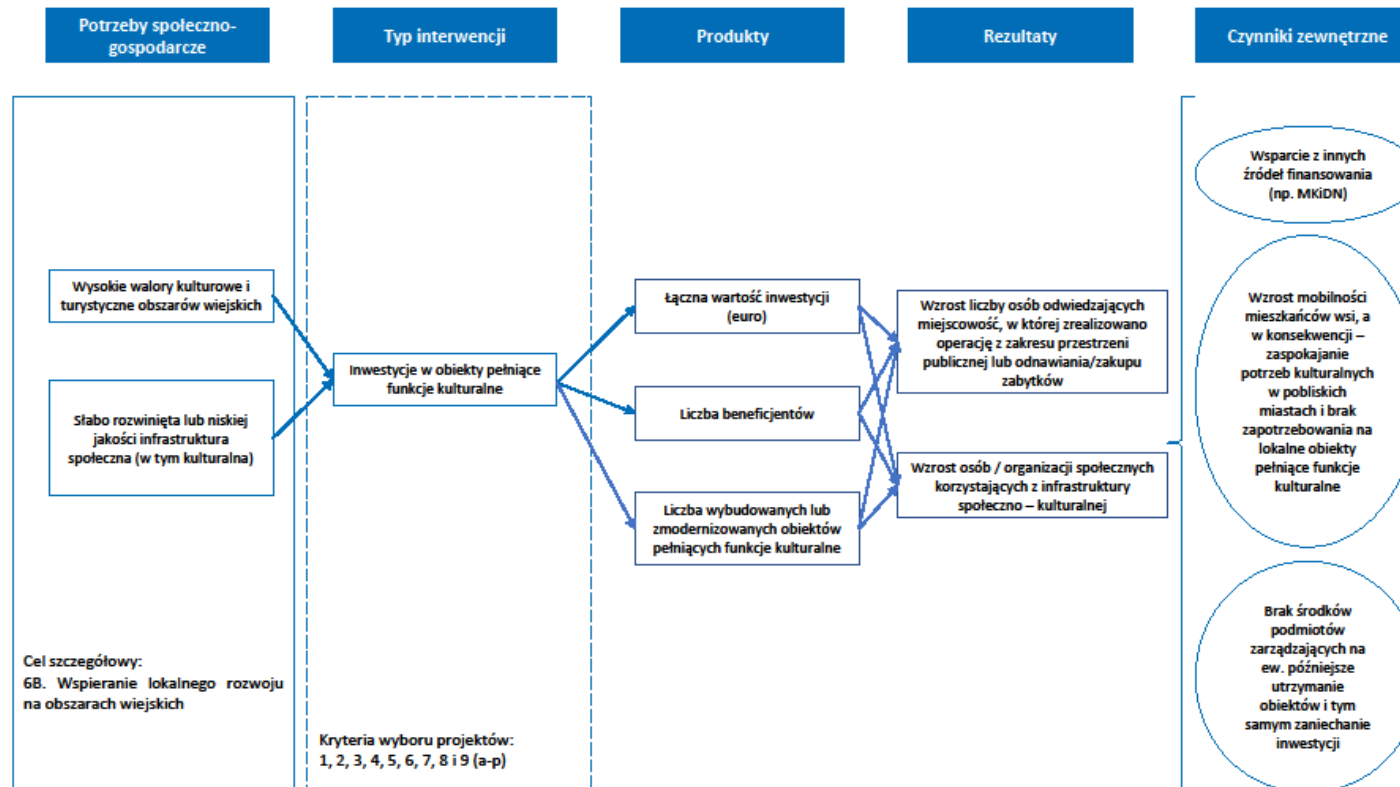 Potrzeby społeczno-
gospodarcze
Typ interwencji
Produkty
Rezultaty
Czynniki zewnętrzne
Wysokie walory kulturowe i
turystyczne obszarów wiejskich
Słabo rozwinięta lub niskiej
jakości infrastruktura
społeczna (w tym kulturalna)
Cel szczegółowy:
6B. Wspieranie lokalnego rozwoju
na obszarach wiejskich
Inwestycje w obiekty pełniące
funkcje kulturalne
Kryteria wyboru projektów:
1, 2, 3, 4, 5, 6, 7, 8 i 9 (a-p)
Łączna wartość inwestycji
(euro)
Liczba beneficjentów
Liczba wybudowanych lub
zmodernizowanych obiektów
pełniących funkcje kulturalne
Wzrost liczby osób odwiedzających
miejscowość, w której zrealizowano
operację z zakresu przestrzeni
publicznej lub odnawiania/zakupu
zabytków
Wzrost osób / organizacji społecznych
korzystających z infrastruktury
społeczno – kulturalnej
Wsparcie z innych
źródeł finansowania
(np. MKiDN)
Wzrost mobilności
mieszkańców wsi, a
w konsekwencji –
zaspokajanie
potrzeb kulturalnych
w pobliskich
miastach i brak
zapotrzebowania na
lokalne obiekty
pełniące funkcje
kulturalne
Brak środków
podmiotów
zarządzających na
ew. późniejsze
utrzymanie
obiektów i tym
samym zaniechanie
inwestycji